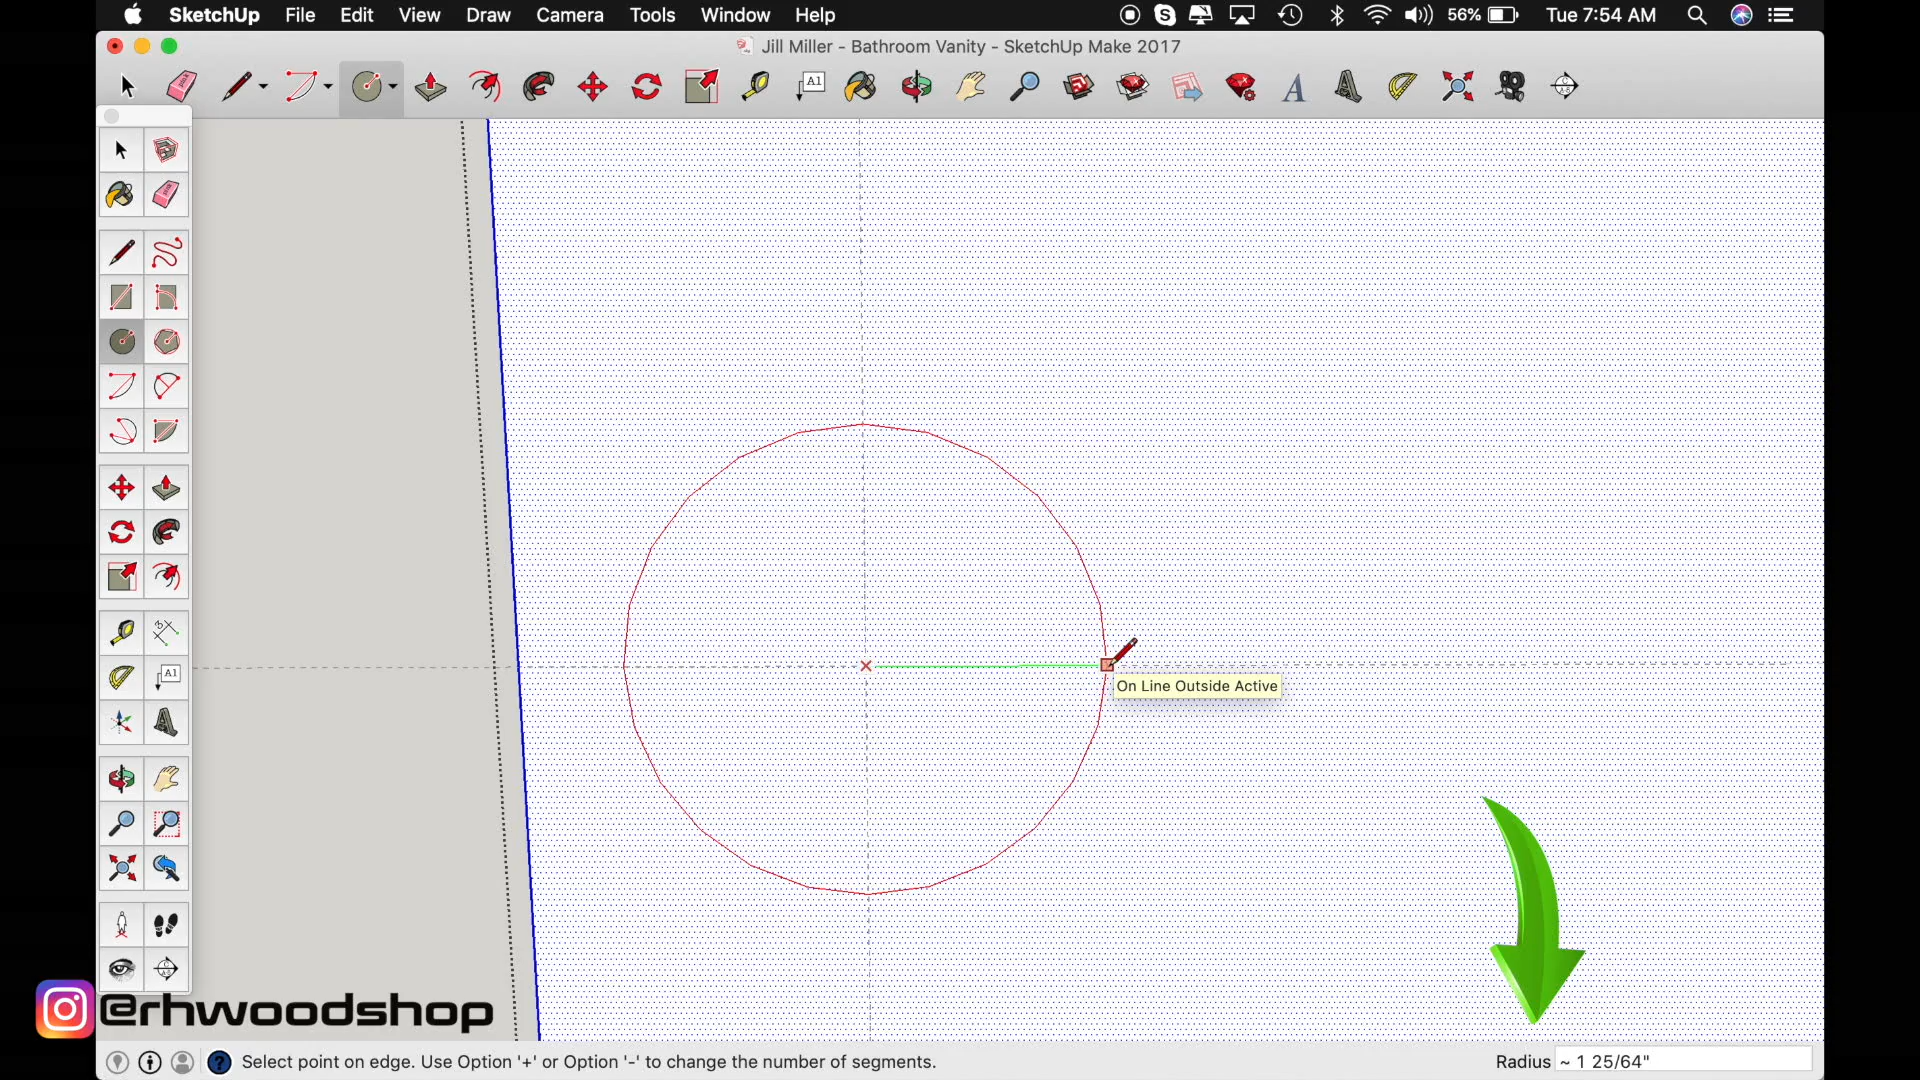 SketchUp File Edit View Draw Camera Tools Window Help 56% Tue 7:54 AM
Jill Miller - Bathroom Vanity - SketchUp Make 2017
A1 A
A1
On Line Outside Active
@rhwoodshop
Select point on edge. Use Option '+' or Option '-' to change the number of segments. Radius ~ 1 25/64"